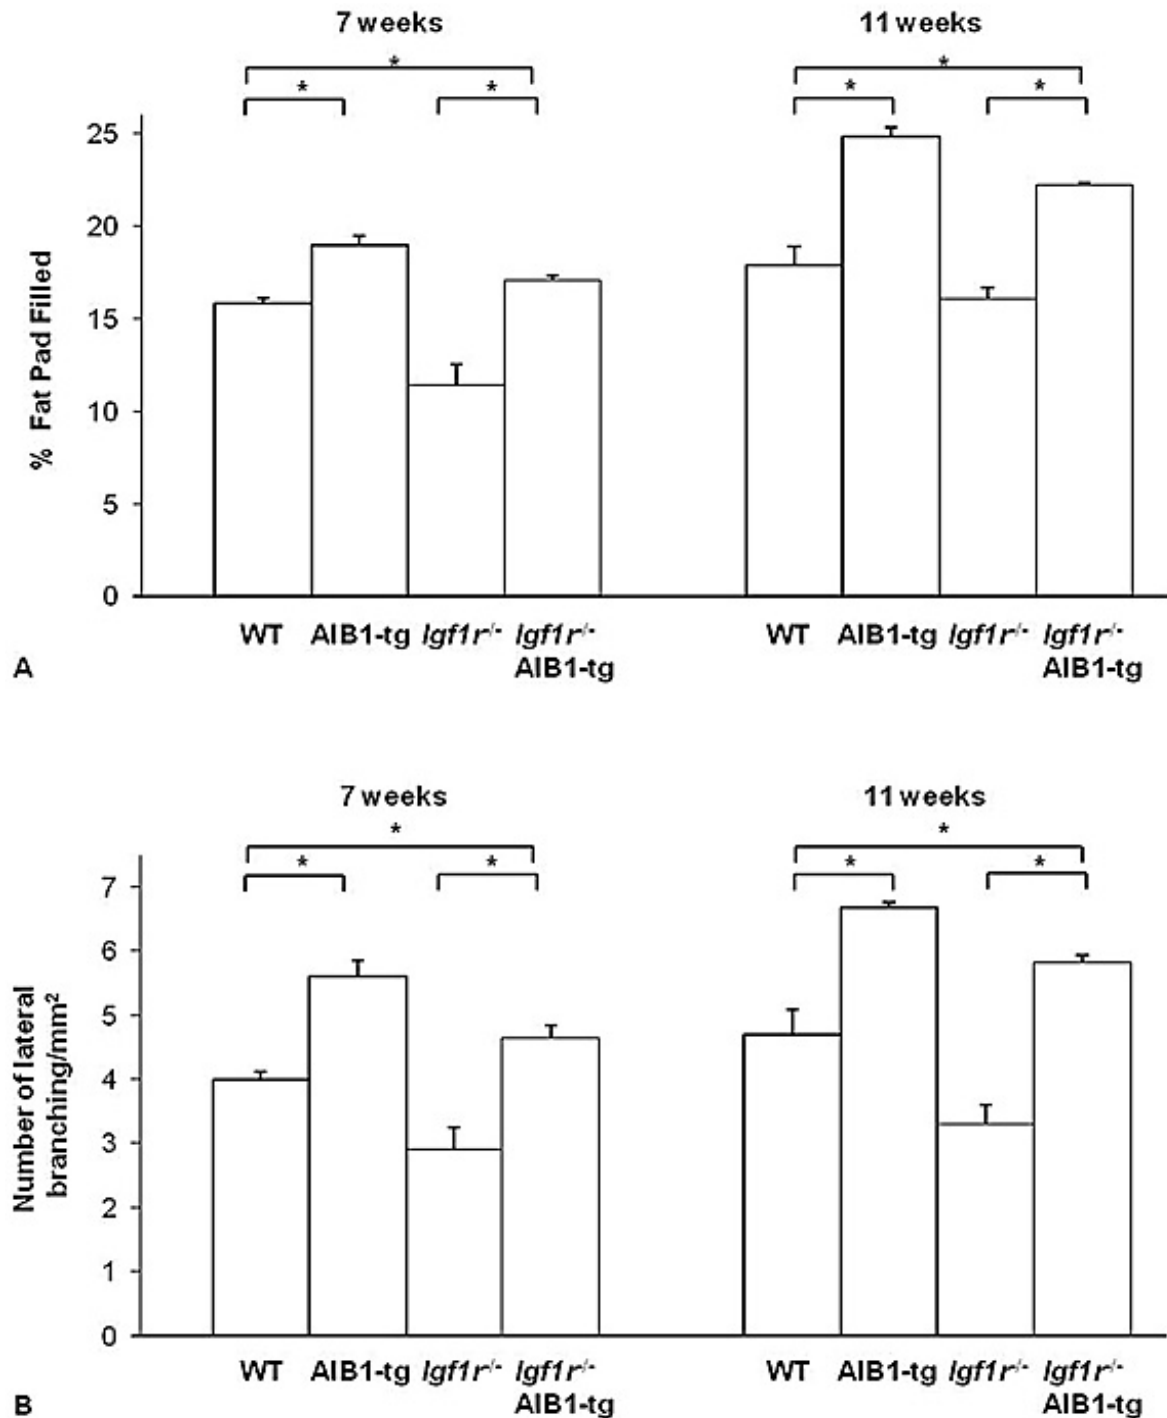 7 weeks
11 weeks
* *
* * * *
25
20
15
10
5
0
% Fat Pad Filled
WT AIB1-tg Igf1r-/- Igf1r-/- WT AIB1-tg Igf1r-/- Igf1r-/-
AIB1-tg AIB1-tg
A
7 weeks
11 weeks
* *
* * * *
7
6
5
4
3
2
1
0
Number of lateral
branching/mm²
WT AIB1-tg Igf1r-/- Igf1r-/- WT AIB1-tg Igf1r-/- Igf1r-/-
AIB1-tg AIB1-tg
B